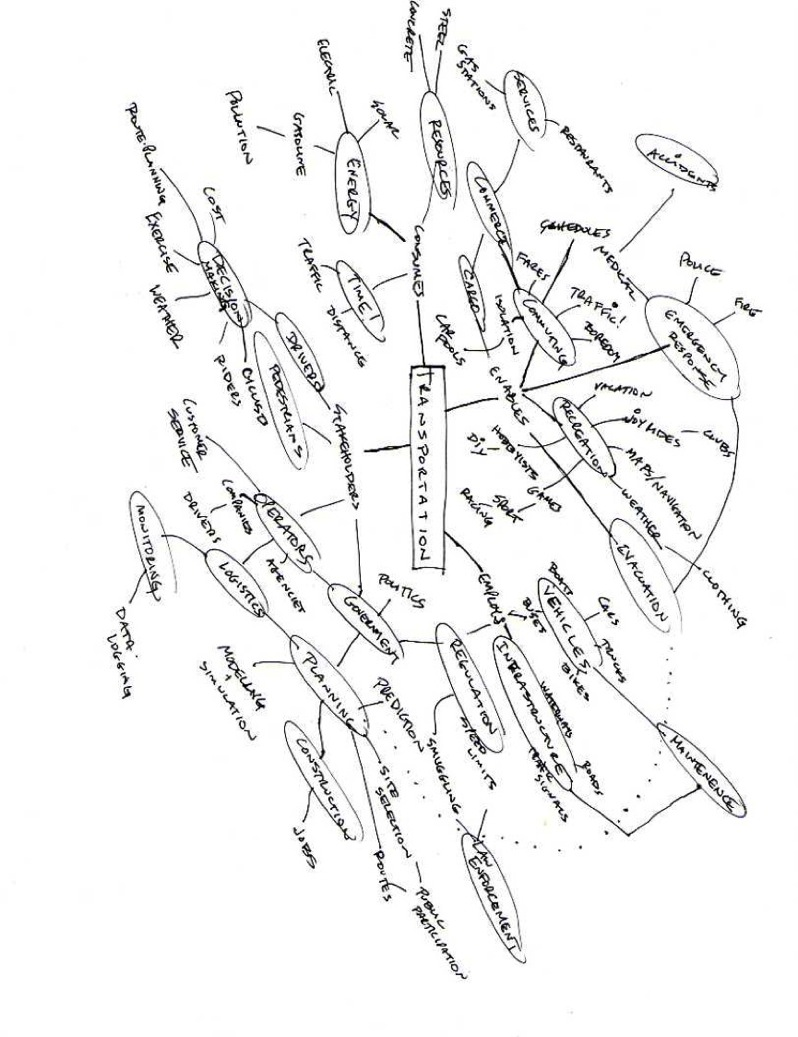 TRANSPORTATION
CONSUMES
RESOURCES
CONCRETE
STEEL
ENERGY
ELECTRIC
SOLAR
GASOLINE
POLLUTION
TIME!
TRAFFIC
DISTANCE
ENABLES
COMMERCE
SERVICES
GAS
STATIONS
RESTAURANTS
CARGO
COMMUTING
FARES
SCHEDULES
TRAFFIC!
BOREDOM
ISOLATION
CAR
POOLS
EMERGENCY
RESPONSE
MEDICAL
ACCIDENTS
POLICE
FIRE
RECREATION
VACATION
JOYRIDES
CLUBS
MAPS/NAVIGATION
WEATHER
CLOTHING
HOBBYISTS
DIY
GAMES
SPORT
RACING
EVACUATION
STAKEHOLDERS
DRIVERS
PEDESTRIANS
DECISION
MAKING
ROUTE PLANNING
COST
EXERCISE
WEATHER
RIDERS
OPERATORS
CUSTOMER
SERVICE
COMPANIES
DRIVERS
AGENCIES
LOGISTICS
MONITORING
DATA
LOGGING
GOVERNMENT
POLITICS
PLANNING
MODELLING
+
SIMULATION
PREDICTION
CONSTRUCTION
JOBS
SITE
SELECTION
ROUTES
PUBLIC
PARTICIPATION
REGULATION
SPEED
LIMITS
SMUGGLING
LAW
ENFORCEMENT
EMPLOYS
VEHICLES
BOATS
BUSES
CARS
TRUCKS
BIKES
INFRASTRUCTURE
WATERWAYS
ROADS
SIGNALS
MAINTENENCE